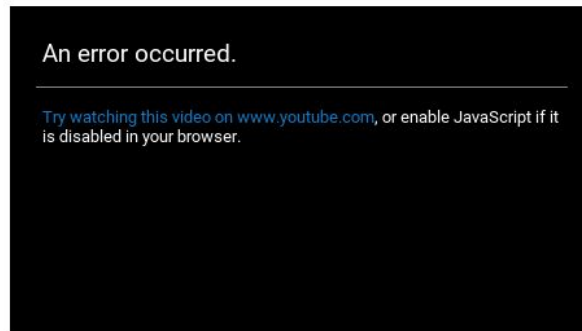 An error occurred.
Try watching this video on www.youtube.com, or enable JavaScript if it
is disabled in your browser.